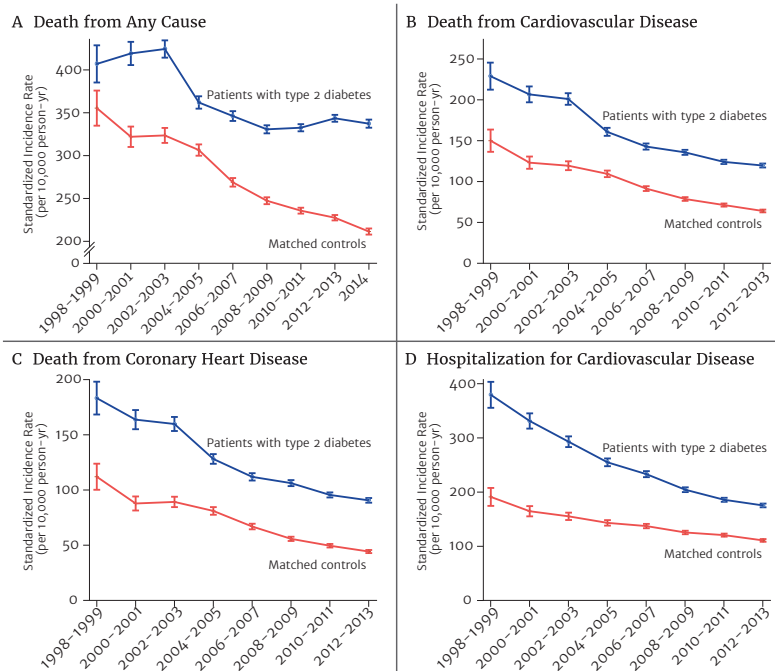 A Death from Any Cause
Standardized Incidence Rate
(per 10,000 person-yr)
400
350
300
250
200
0
Patients with type 2 diabetes
Matched controls
1998–1999
2000–2001
2002–2003
2004–2005
2006–2007
2008–2009
2010–2011
2012–2013
2014
B Death from Cardiovascular Disease
Standardized Incidence Rate
(per 10,000 person-yr)
250
200
150
100
50
0
Patients with type 2 diabetes
Matched controls
1998–1999
2000–2001
2002–2003
2004–2005
2006–2007
2008–2009
2010–2011
2012–2013
C Death from Coronary Heart Disease
Standardized Incidence Rate
(per 10,000 person-yr)
200
150
100
50
0
Patients with type 2 diabetes
Matched controls
1998–1999
2000–2001
2002–2003
2004–2005
2006–2007
2008–2009
2010–2011
2012–2013
D Hospitalization for Cardiovascular Disease
Standardized Incidence Rate
(per 10,000 person-yr)
400
300
200
100
0
Patients with type 2 diabetes
Matched controls
1998–1999
2000–2001
2002–2003
2004–2005
2006–2007
2008–2009
2010–2011
2012–2013